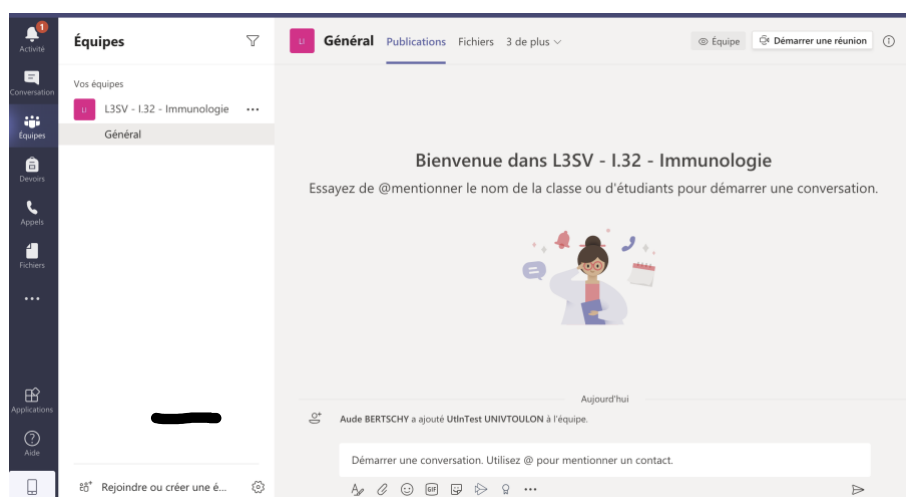 1
Activité
Conversation
Équipes
Devoirs
Appels
Fichiers
Applications
Aide
Équipes
Vos équipes
L3SV - I.32 - Immunologie
Général
Rejoindre ou créer une é...
Général Publications Fichiers 3 de plus
Équipe
Démarrer une réunion
Bienvenue dans L3SV - I.32 - Immunologie
Essayez de @mentionner le nom de la classe ou d'étudiants pour démarrer une conversation.
Aujourd'hui
Aude BERTSCHY a ajouté UtlnTest UNIVTOULON à l'équipe.
Démarrer une conversation. Utilisez @ pour mentionner un contact.
GIF